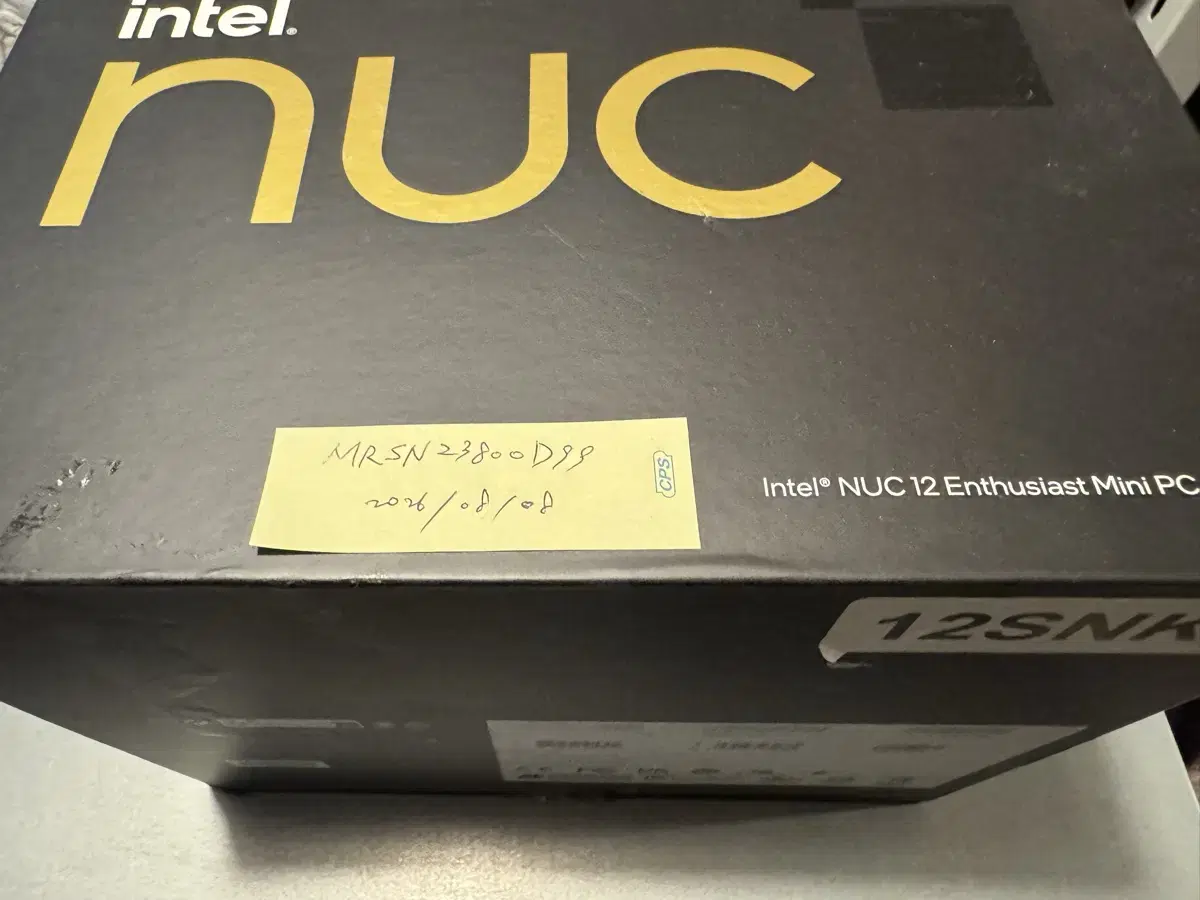 intel.
nuc
MRSN23800D99
2026/08/08
CPS
Intel® NUC 12 Enthusiast Mini PC
12SNK